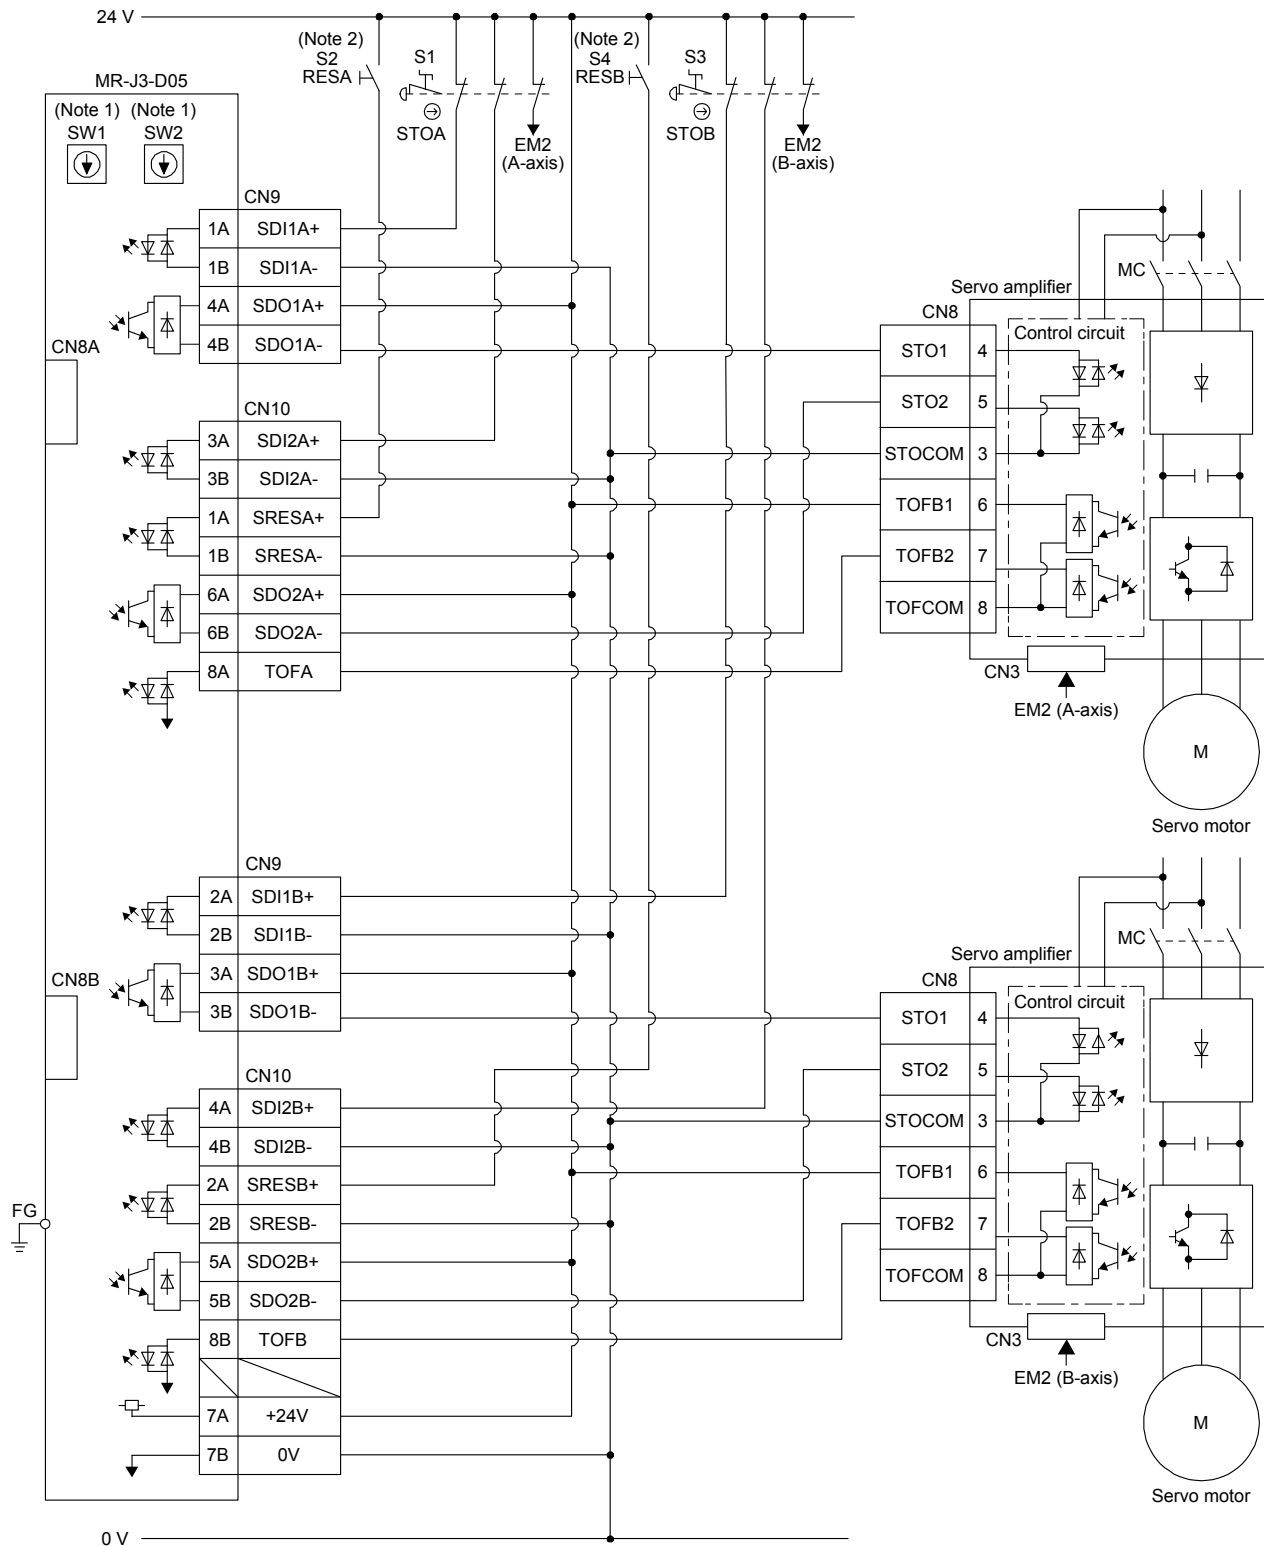 24 V
(Note 2)
S2
RESA
S1
STOA
EM2
(A-axis)
(Note 2)
S4
RESB
S3
STOB
EM2
(B-axis)
MR-J3-D05
(Note 1) (Note 1)
SW1 SW2
CN8A
CN9
1A SDI1A+
1B SDI1A-
4A SDO1A+
4B SDO1A-
CN10
3A SDI2A+
3B SDI2A-
1A SRESA+
1B SRESA-
6A SDO2A+
6B SDO2A-
8A TOFA
MC
Servo amplifier
CN8
Control circuit
STO1 4
STO2 5
STOCOM 3
TOFB1 6
TOFB2 7
TOFCOM 8
CN3
EM2 (A-axis)
M
Servo motor
CN8B
CN9
2A SDI1B+
2B SDI1B-
3A SDO1B+
3B SDO1B-
CN10
4A SDI2B+
4B SDI2B-
2A SRESB+
2B SRESB-
5A SDO2B+
5B SDO2B-
8B TOFB
7A +24V
7B 0V
FG
MC
Servo amplifier
CN8
Control circuit
STO1 4
STO2 5
STOCOM 3
TOFB1 6
TOFB2 7
TOFCOM 8
CN3
EM2 (B-axis)
M
Servo motor
0 V